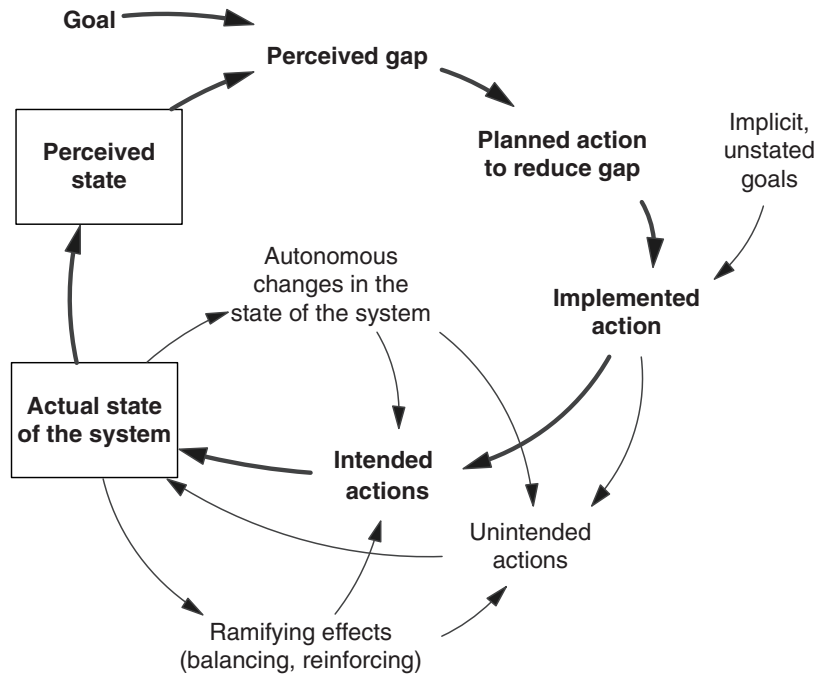 Goal
Perceived gap
Perceived
state
Planned action
to reduce gap
Implicit,
unstated
goals
Autonomous
changes in the
state of the system
Implemented
action
Actual state
of the system
Intended
actions
Unintended
actions
Ramifying effects
(balancing, reinforcing)